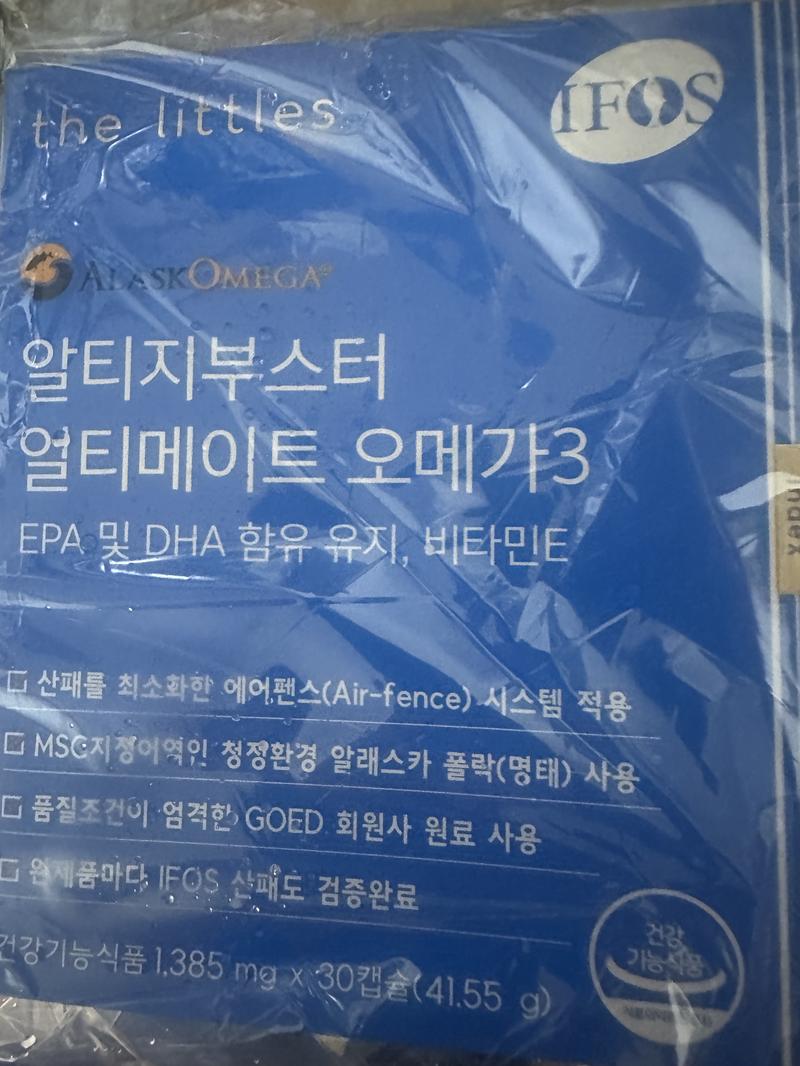 the littles
IFOS
ALASKOMEGA®
알티지부스터
얼티메이트 오메가3
EPA 및 DHA 함유 유지, 비타민E
산패를 최소화한 에어펜스(Air-fence) 시스템 적용
MSC지정어역인 청정환경 알래스카 폴락(명태) 사용
품질조건이 엄격한 GOED 회원사 원료 사용
완제품마다 IFOS 산패도 검증완료
건강기능식품 1,385 mg x 30캡슐(41.55 g)
건강
기능식품